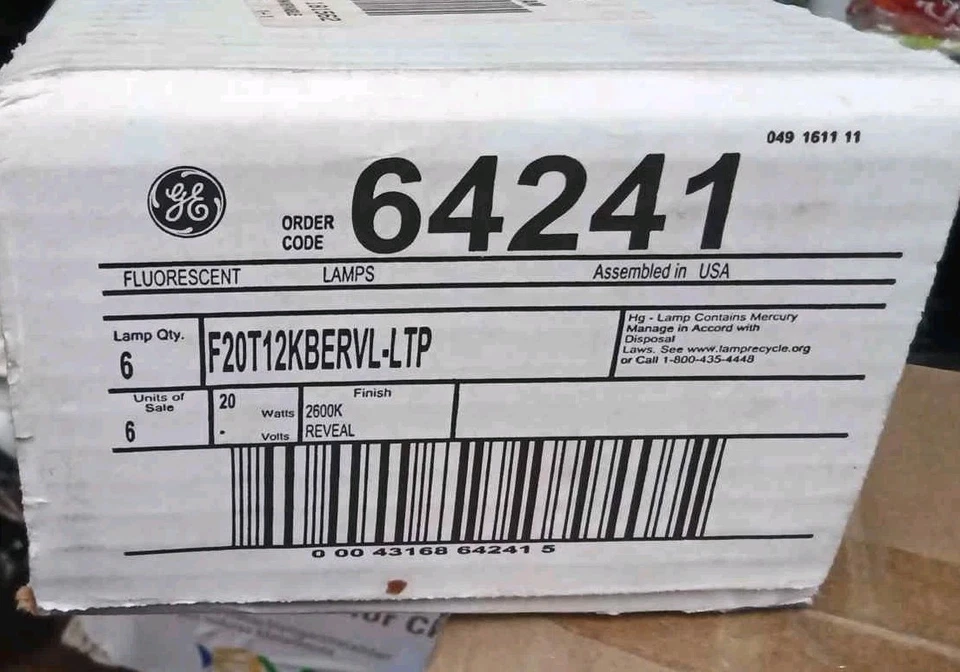 049 1611 11
GE
ORDER CODE 64241
FLUORESCENT LAMPS Assembled in USA
Lamp Qty.
6
F20T12KBERVL-LTP
Hg - Lamp Contains Mercury
Manage in Accord with
Disposal
Laws. See www.lamprecycle.org
or Call 1-800-435-4448
Units of
Sale
6
20 Watts
- Volts
Finish
2600K
REVEAL
0 00 43168 64241 5